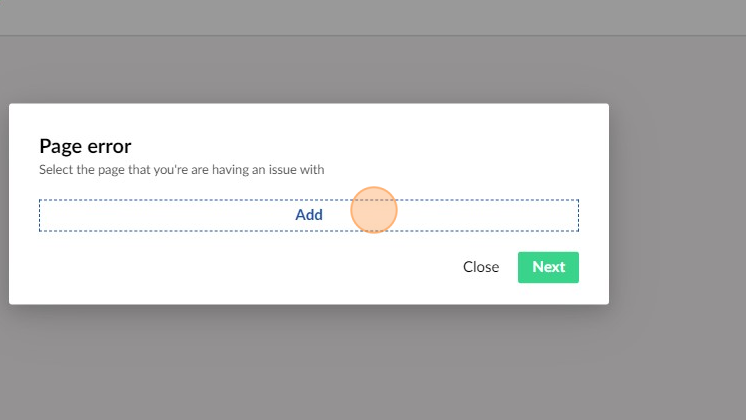 Page error
Select the page that you're are having an issue with
Add
Close
Next